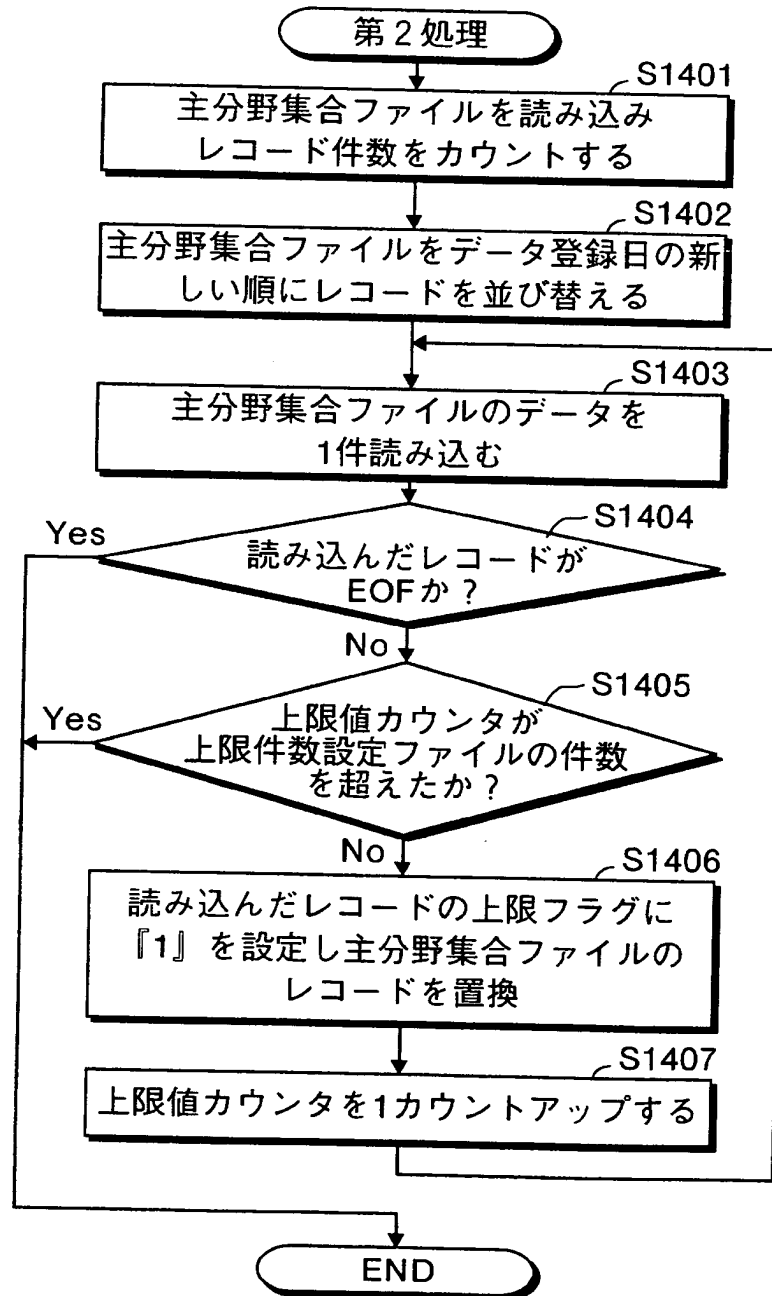 第2処理
S1401
主分野集合ファイルを読み込み
レコード件数をカウントする
S1402
主分野集合ファイルをデータ登録日の新
しい順にレコードを並び替える
S1403
主分野集合ファイルのデータを
1件読み込む
S1404
Yes
読み込んだレコードが
EOFか?
No
S1405
Yes
上限値カウンタが
上限件数設定ファイルの件数
を超えたか?
No
S1406
読み込んだレコードの上限フラグに
『1』を設定し主分野集合ファイルの
レコードを置換
S1407
上限値カウンタを1カウントアップする
END